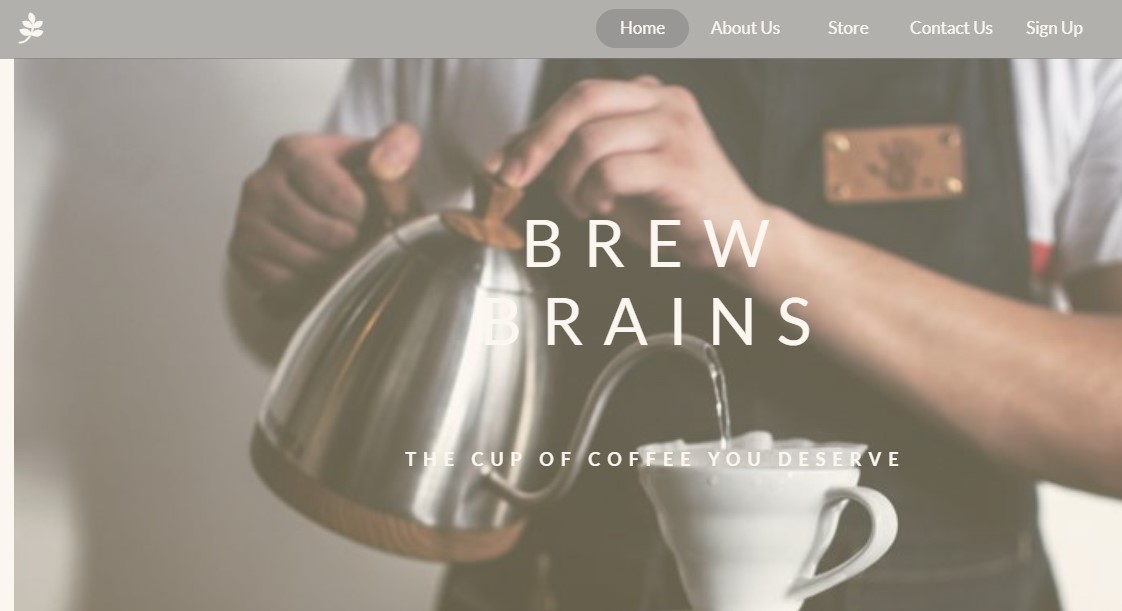 Home
About Us
Store
Contact Us
Sign Up
BREW
BRAINS
THE CUP OF COFFEE YOU DESERVE